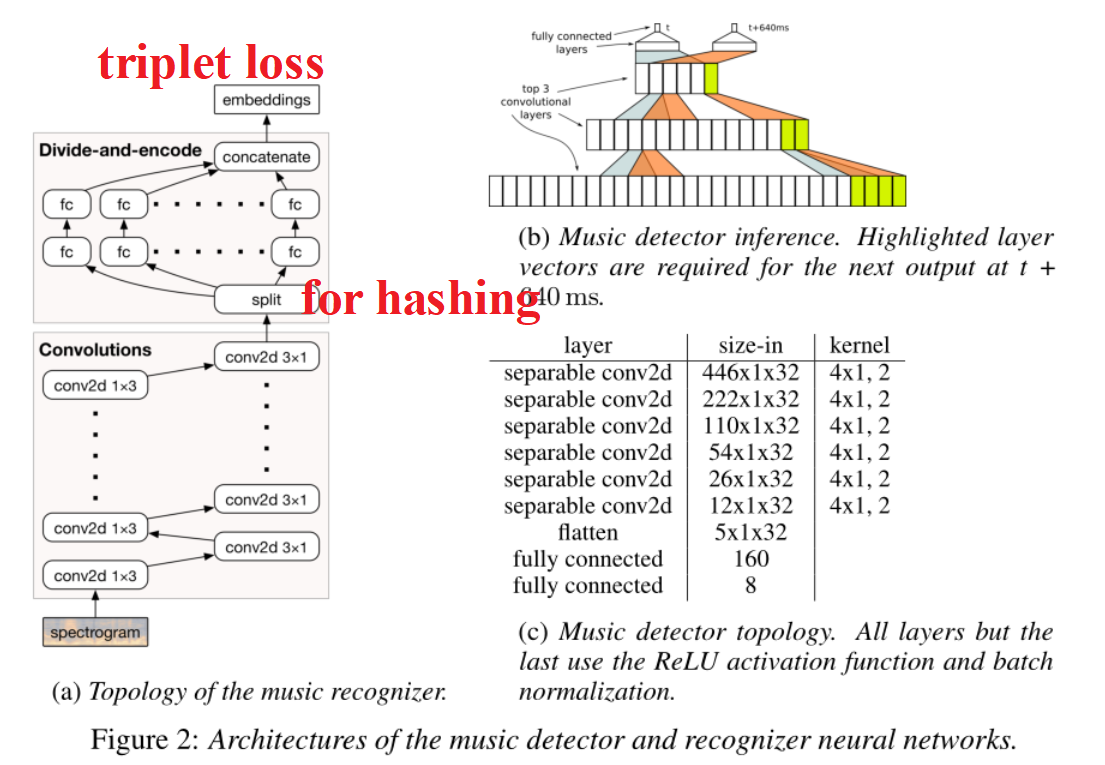 triplet loss
embeddings
Divide-and-encode
concatenate
fc fc fc
fc fc fc
split
for hashing
Convolutions
conv2d 3×1
conv2d 1×3
conv2d 3×1
conv2d 1×3
conv2d 3×1
conv2d 1×3
spectrogram
(a) Topology of the music recognizer.
fully connected
layers
t
t+640ms
top 3
convolutional
layers
(b) Music detector inference. Highlighted layer
vectors are required for the next output at t +
640 ms.
layer size-in kernel
separable conv2d 446x1x32 4x1, 2
separable conv2d 222x1x32 4x1, 2
separable conv2d 110x1x32 4x1, 2
separable conv2d 54x1x32 4x1, 2
separable conv2d 26x1x32 4x1, 2
separable conv2d 12x1x32 4x1, 2
flatten 5x1x32
fully connected 160
fully connected 8
(c) Music detector topology. All layers but the
last use the ReLU activation function and batch
normalization.
Figure 2: Architectures of the music detector and recognizer neural networks.